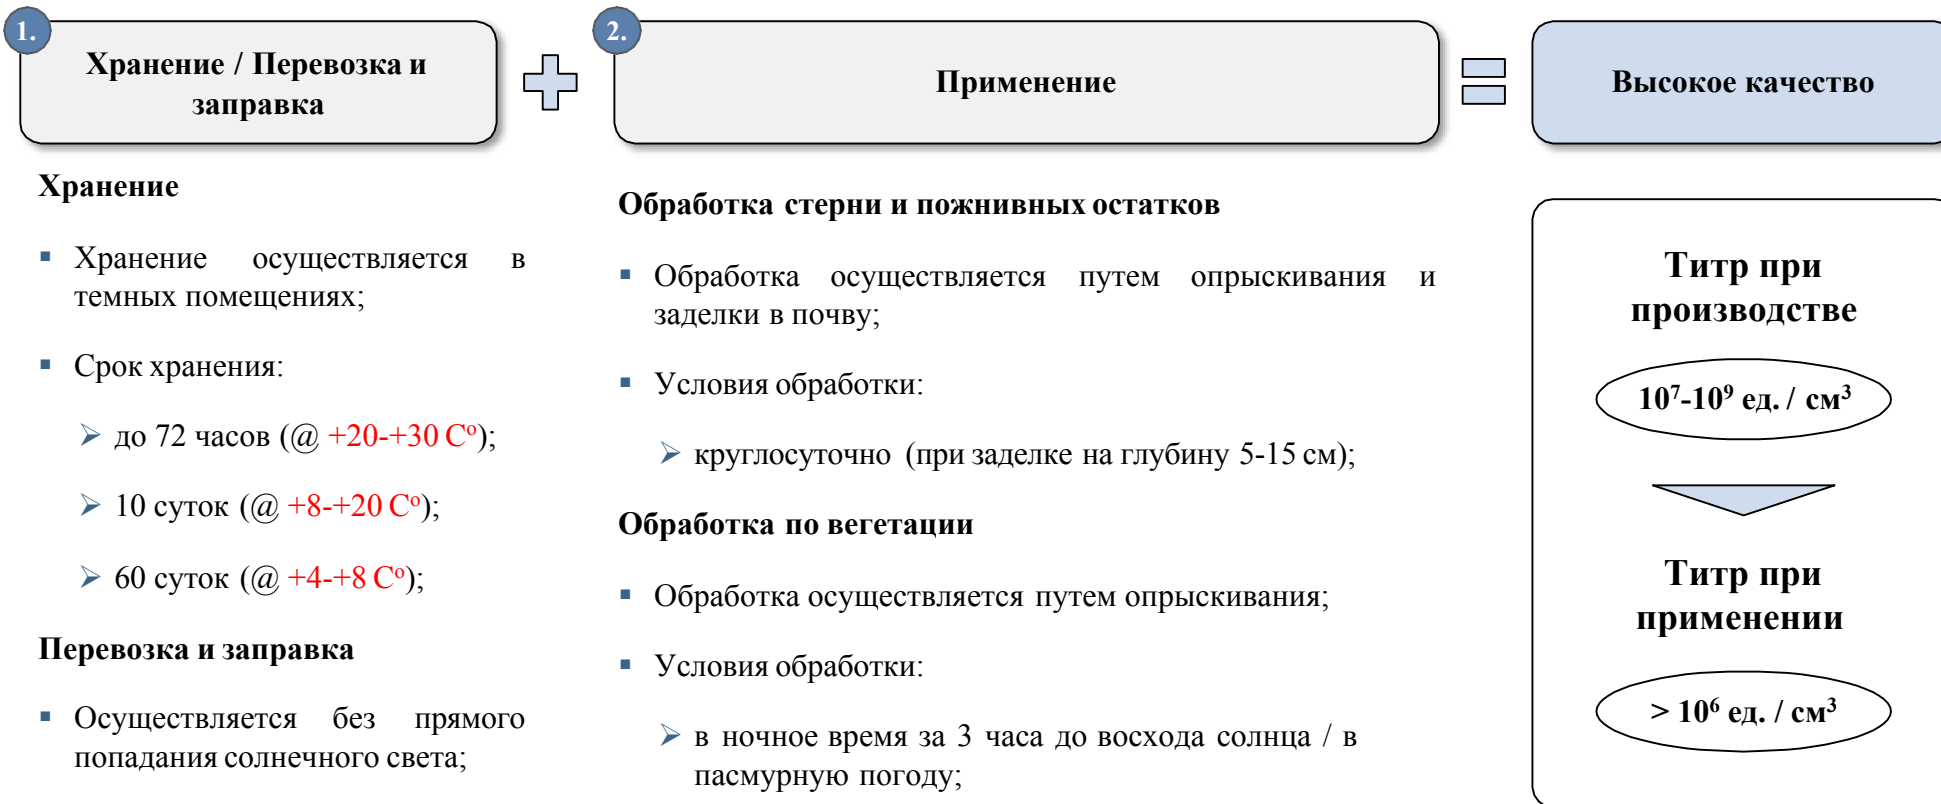 1.
Хранение / Перевозка и
заправка
2.
Применение
Высокое качество
Хранение
Хранение осуществляется в
темных помещениях;
Срок хранения:
до 72 часов (@ +20-+30 Cº);
10 суток (@ +8-+20 Cº);
60 суток (@ +4-+8 Cº);
Перевозка и заправка
Осуществляется без прямого
попадания солнечного света;
Обработка стерни и пожнивных остатков
Обработка осуществляется путем опрыскивания и
заделки в почву;
Условия обработки:
круглосуточно (при заделке на глубину 5-15 см);
Обработка по вегетации
Обработка осуществляется путем опрыскивания;
Условия обработки:
в ночное время за 3 часа до восхода солнца / в
пасмурную погоду;
Титр при
производстве
10⁷-10⁹ ед. / см³
Титр при
применении
> 10⁶ ед. / см³